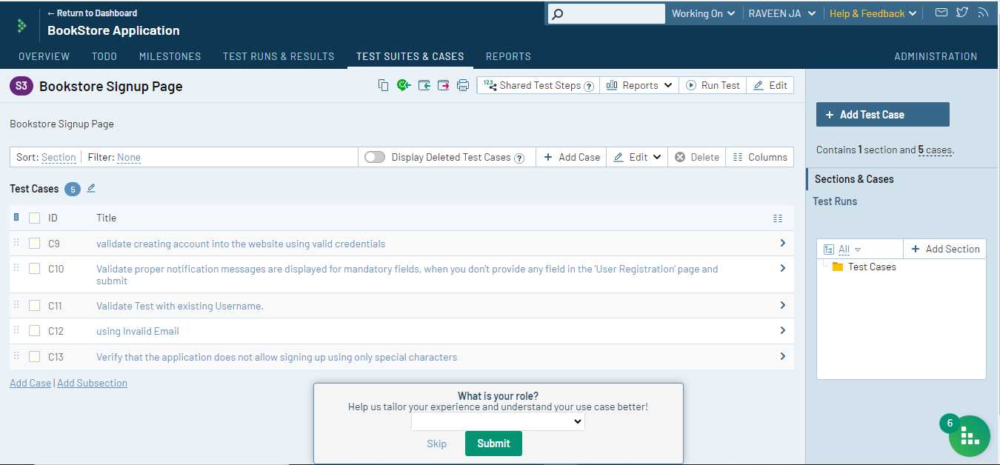 ← Return to Dashboard
BookStore Application
Working On
RAVEEN JA
Help & Feedback
OVERVIEW
TODO
MILESTONES
TEST RUNS & RESULTS
TEST SUITES & CASES
REPORTS
ADMINISTRATION
S3 Bookstore Signup Page
123 Shared Test Steps ?
Reports
Run Test
Edit
+ Add Test Case
Bookstore Signup Page
Contains 1 section and 5 cases.
Sort: Section
Filter: None
Display Deleted Test Cases ?
+ Add Case
Edit
Delete
Columns
Sections & Cases
Test Runs
Test Cases 5
ID
Title
C9 validate creating account into the website using valid credentials
C10 Validate proper notification messages are displayed for mandatory fields, when you don't provide any field in the 'User Registration' page and
submit
C11 Validate Test with existing Username.
C12 using Invalid Email
C13 Verify that the application does not allow signing up using only special characters
Add Case | Add Subsection
All
+ Add Section
Test Cases
What is your role?
Help us tailor your experience and understand your use case better!
Skip
Submit
6